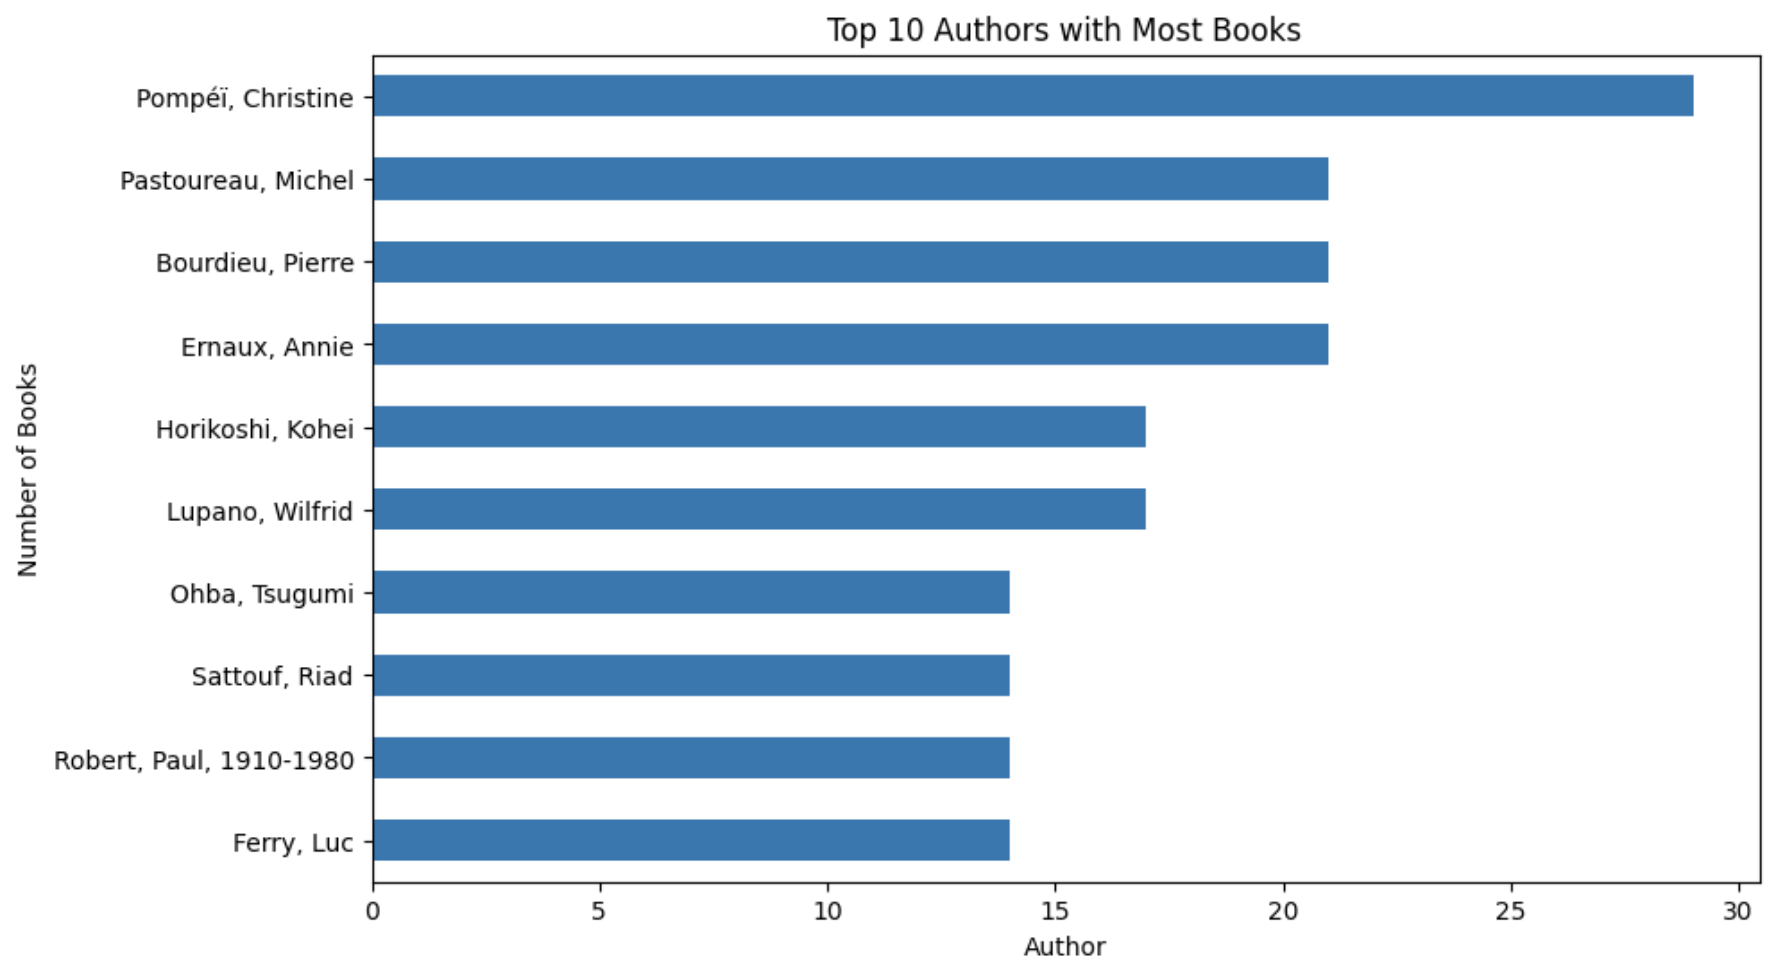 Top 10 Authors with Most Books
Pompéï, Christine
Pastoureau, Michel
Bourdieu, Pierre
Ernaux, Annie
Horikoshi, Kohei
Lupano, Wilfrid
Ohba, Tsugumi
Sattouf, Riad
Robert, Paul, 1910-1980
Ferry, Luc
Number of Books
0 5 10 15 20 25 30
Author